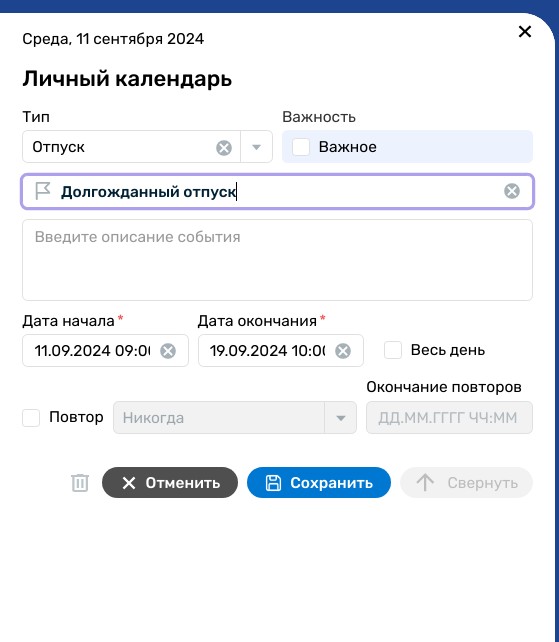 Среда, 11 сентября 2024
Личный календарь
Тип
Важность
Отпуск
Важное
Долгожданный отпуск
Введите описание события
Дата начала *
Дата окончания *
11.09.2024 09:0
19.09.2024 10:0
Весь день
Окончание повторов
Повтор
Никогда
ДД.ММ.ГГГГ ЧЧ:ММ
Отменить
Сохранить
Свернуть